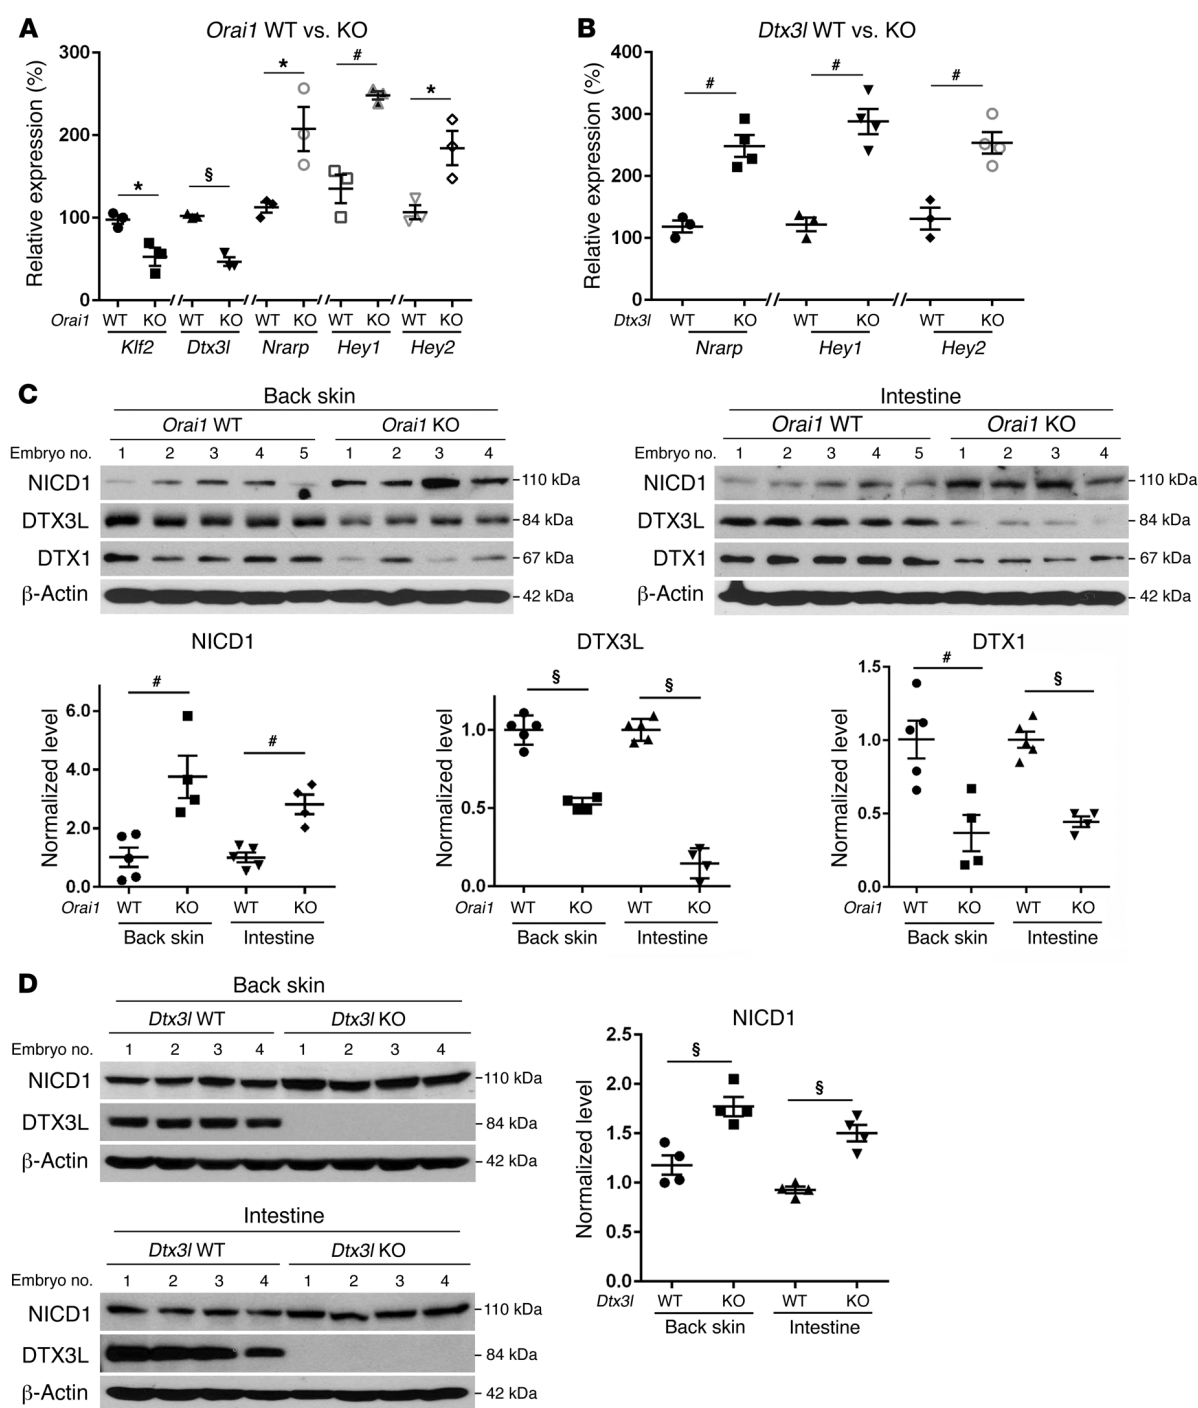 A
Orai1 WT vs. KO
Relative expression (%)
300
200
100
0
* § * # *
Orai1 WT KO WT KO WT KO WT KO WT KO
Klf2 Dtx3l Nrarp Hey1 Hey2
B
Dtx3l WT vs. KO
Relative expression (%)
400
300
200
100
0
# # #
Dtx3l WT KO WT KO WT KO
Nrarp Hey1 Hey2
C
Back skin
Orai1 WT Orai1 KO
Embryo no. 1 2 3 4 5 1 2 3 4
NICD1 110 kDa
DTX3L 84 kDa
DTX1 67 kDa
β-Actin 42 kDa
Intestine
Orai1 WT Orai1 KO
Embryo no. 1 2 3 4 5 1 2 3 4
NICD1 110 kDa
DTX3L 84 kDa
DTX1 67 kDa
β-Actin 42 kDa
NICD1
Normalized level
6.0
4.0
2.0
0.0
# #
Orai1 WT KO WT KO
Back skin Intestine
DTX3L
Normalized level
1.0
0.5
0.0
§ §
Orai1 WT KO WT KO
Back skin Intestine
DTX1
Normalized level
1.5
1.0
0.5
0.0
# §
Orai1 WT KO WT KO
Back skin Intestine
D
Back skin
Dtx3l WT Dtx3l KO
Embryo no. 1 2 3 4 1 2 3 4
NICD1 110 kDa
DTX3L 84 kDa
β-Actin 42 kDa
Intestine
Dtx3l WT Dtx3l KO
Embryo no. 1 2 3 4 1 2 3 4
NICD1 110 kDa
DTX3L 84 kDa
β-Actin 42 kDa
NICD1
Normalized level
2.5
2.0
1.5
1.0
0.5
0.0
§ §
Dtx3l WT KO WT KO
Back skin Intestine